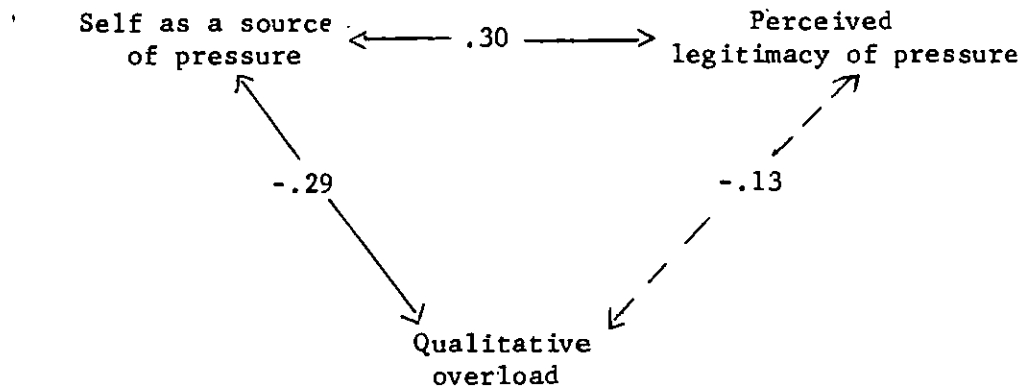 Self as a source
of pressure
.30
Perceived
legitimacy of pressure
-.29
-.13
Qualitative
overload